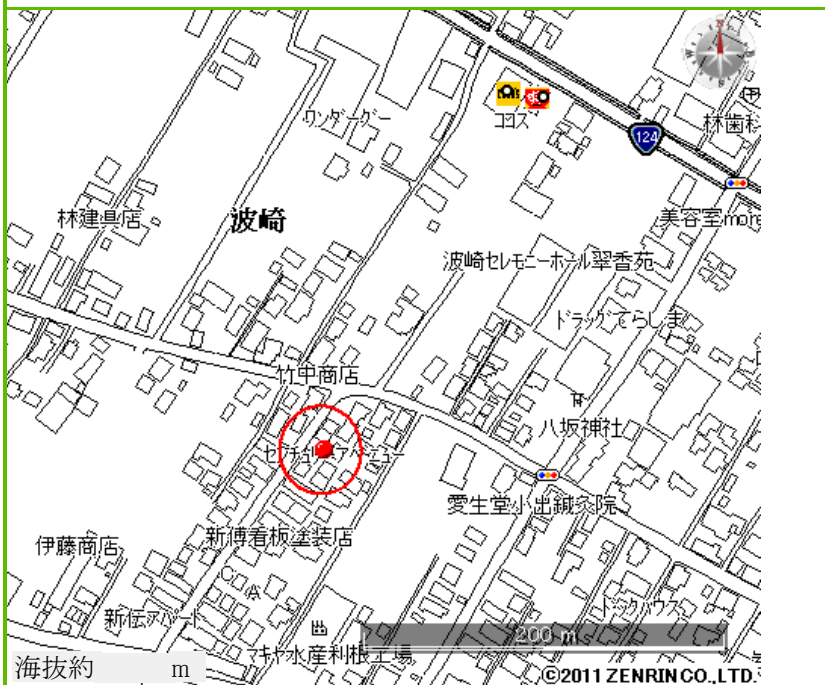 ワンダーグー
ココス
124
林歯科
林建具店
波崎
美容室more
波崎セレモニーホール翠香苑
ドラッグてらしま
竹中商店
八坂神社
センチュリーアベニュー
愛生堂小出鍼灸院
新傳看板塗装店
伊藤商店
新伝アパート
ドラックハウス
マキヤ水産利根工場
200 m
海抜約 m
©2011 ZENRIN CO.,LTD.